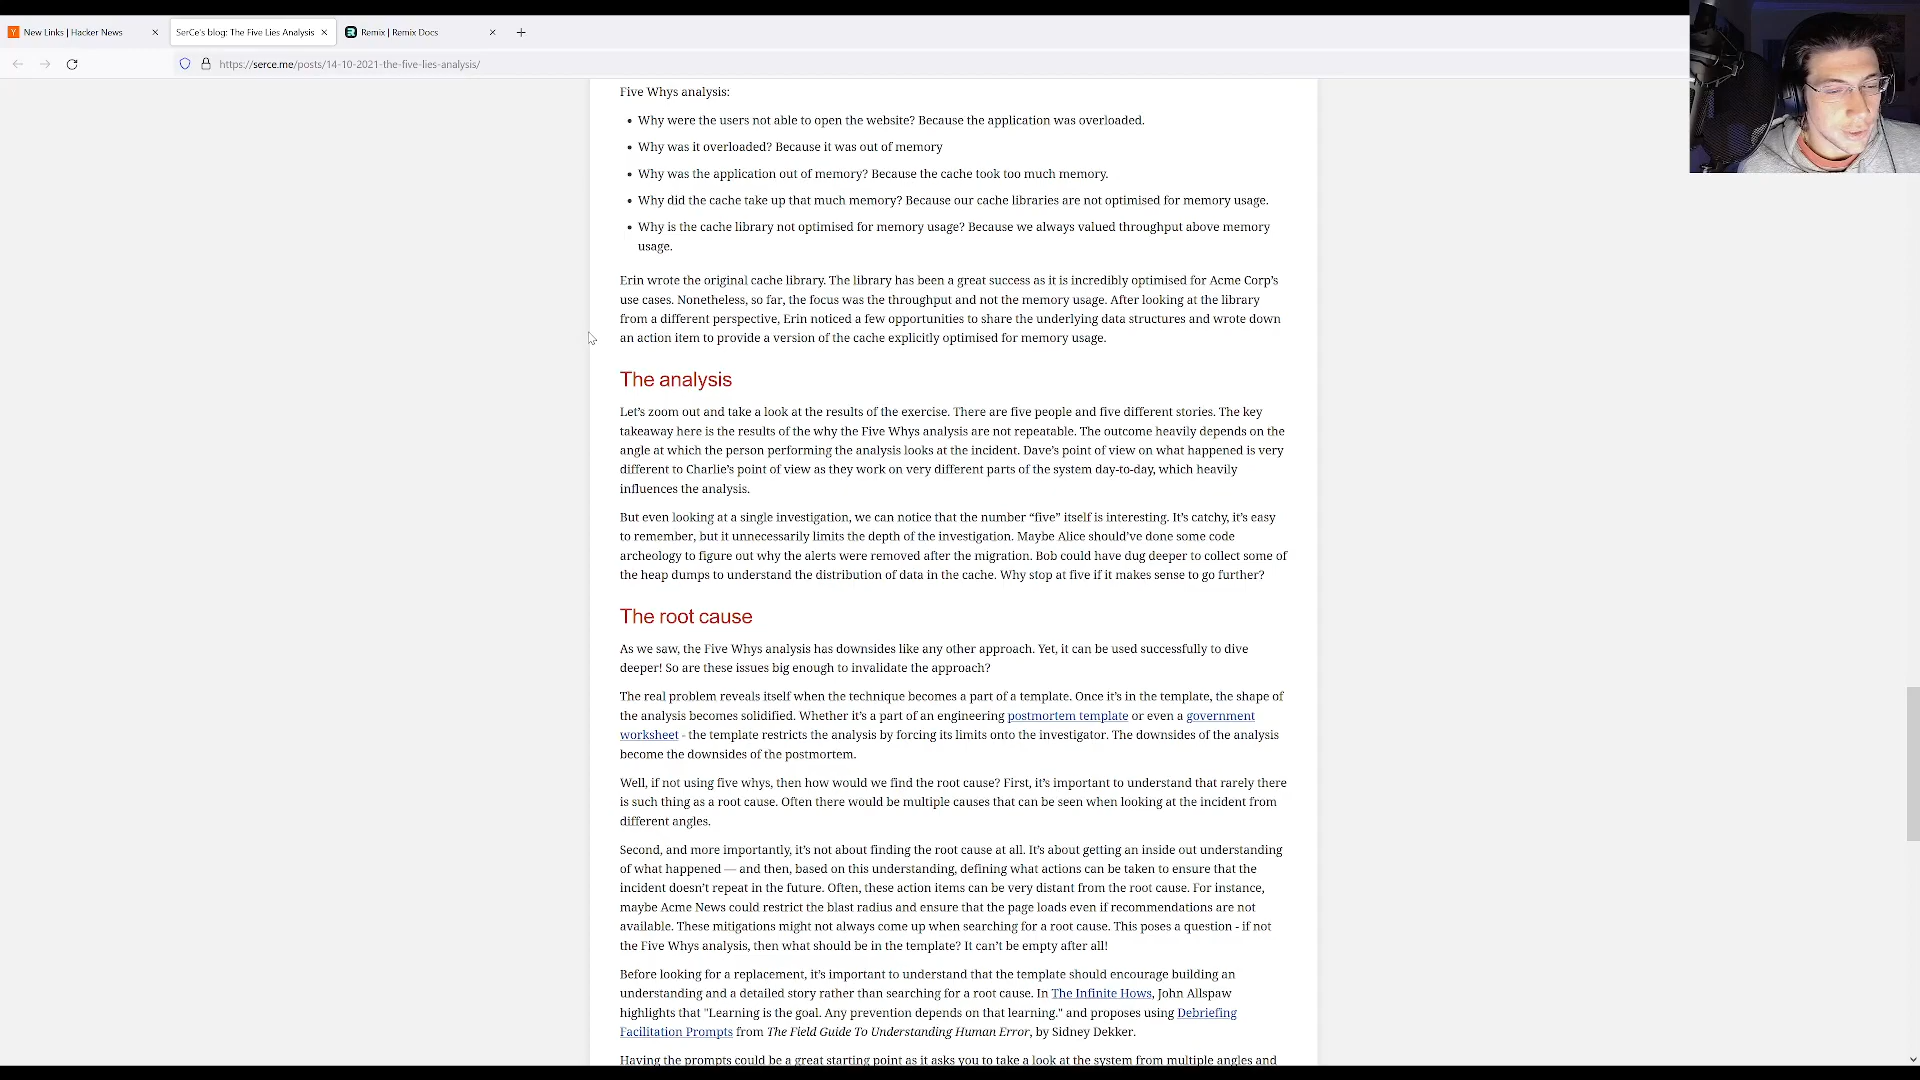 New Links | Hacker News
SerCe's blog: The Five Lies Analysis
Remix | Remix Docs
https://serce.me/posts/14-10-2021-the-five-lies-analysis/
Five Whys analysis:
• Why were the users not able to open the website? Because the application was overloaded.
• Why was it overloaded? Because it was out of memory
• Why was the application out of memory? Because the cache took too much memory.
• Why did the cache take up that much memory? Because our cache libraries are not optimised for memory usage.
• Why is the cache library not optimised for memory usage? Because we always valued throughput above memory
usage.
Erin wrote the original cache library. The library has been a great success as it is incredibly optimised for Acme Corp’s
use cases. Nonetheless, so far, the focus was the throughput and not the memory usage. After looking at the library
from a different perspective, Erin noticed a few opportunities to share the underlying data structures and wrote down
an action item to provide a version of the cache explicitly optimised for memory usage.
The analysis
Let’s zoom out and take a look at the results of the exercise. There are five people and five different stories. The key
takeaway here is the results of the why the Five Whys analysis are not repeatable. The outcome heavily depends on the
angle at which the person performing the analysis looks at the incident. Dave’s point of view on what happened is very
different to Charlie’s point of view as they work on very different parts of the system day-to-day, which heavily
influences the analysis.
But even looking at a single investigation, we can notice that the number “five” itself is interesting. It’s catchy, it’s easy
to remember, but it unnecessarily limits the depth of the investigation. Maybe Alice should’ve done some code
archeology to figure out why the alerts were removed after the migration. Bob could have dug deeper to collect some of
the heap dumps to understand the distribution of data in the cache. Why stop at five if it makes sense to go further?
The root cause
As we saw, the Five Whys analysis has downsides like any other approach. Yet, it can be used successfully to dive
deeper! So are these issues big enough to invalidate the approach?
The real problem reveals itself when the technique becomes a part of a template. Once it’s in the template, the shape of
the analysis becomes solidified. Whether it’s a part of an engineering postmortem template or even a government
worksheet - the template restricts the analysis by forcing its limits onto the investigator. The downsides of the analysis
become the downsides of the postmortem.
Well, if not using five whys, then how would we find the root cause? First, it’s important to understand that rarely there
is such thing as a root cause. Often there would be multiple causes that can be seen when looking at the incident from
different angles.
Second, and more importantly, it’s not about finding the root cause at all. It’s about getting an inside out understanding
of what happened — and then, based on this understanding, defining what actions can be taken to ensure that the
incident doesn’t repeat in the future. Often, these action items can be very distant from the root cause. For instance,
maybe Acme News could restrict the blast radius and ensure that the page loads even if recommendations are not
available. These mitigations might not always come up when searching for a root cause. This poses a question - if not
the Five Whys analysis, then what should be in the template? It can’t be empty after all!
Before looking for a replacement, it’s important to understand that the template should encourage building an
understanding and a detailed story rather than searching for a root cause. In The Infinite Hows, John Allspaw
highlights that "Learning is the goal. Any prevention depends on that learning." and proposes using Debriefing
Facilitation Prompts from The Field Guide To Understanding Human Error, by Sidney Dekker.
Having the prompts could be a great starting point as it asks you to take a look at the system from multiple angles and